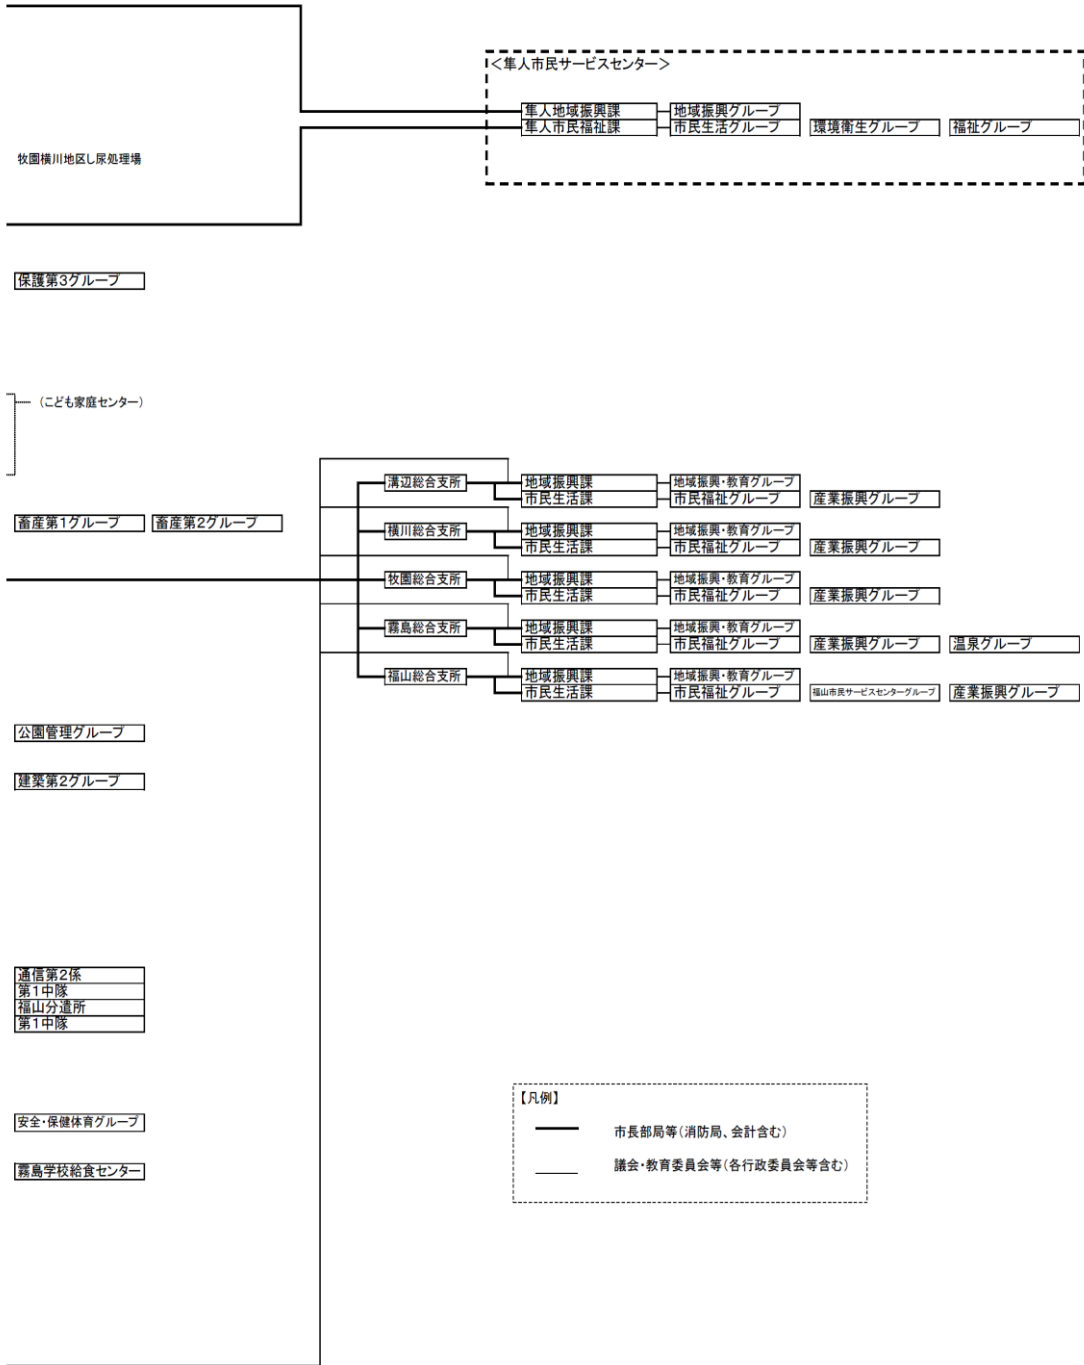 <隼人市民サービスセンター>
隼人地域振興課 地域振興グループ
隼人市民福祉課 市民生活グループ 環境衛生グループ 福祉グループ
牧園横川地区し尿処理場
保護第3グループ
(こども家庭センター)
溝辺総合支所 地域振興課 地域振興・教育グループ
市民生活課 市民福祉グループ 産業振興グループ
畜産第1グループ 畜産第2グループ
横川総合支所 地域振興課 地域振興・教育グループ
市民生活課 市民福祉グループ 産業振興グループ
牧園総合支所 地域振興課 地域振興・教育グループ
市民生活課 市民福祉グループ 産業振興グループ
霧島総合支所 地域振興課 地域振興・教育グループ
市民生活課 市民福祉グループ 産業振興グループ 温泉グループ
福山総合支所 地域振興課 地域振興・教育グループ
市民生活課 市民福祉グループ 福山市民サービスセンターグループ 産業振興グループ
公園管理グループ
建築第2グループ
通信第2係
第1中隊
福山分遣所
第1中隊
【凡例】
市長部局等(消防局、会計含む)
議会・教育委員会等(各行政委員会等含む)
安全・保健体育グループ
霧島学校給食センター